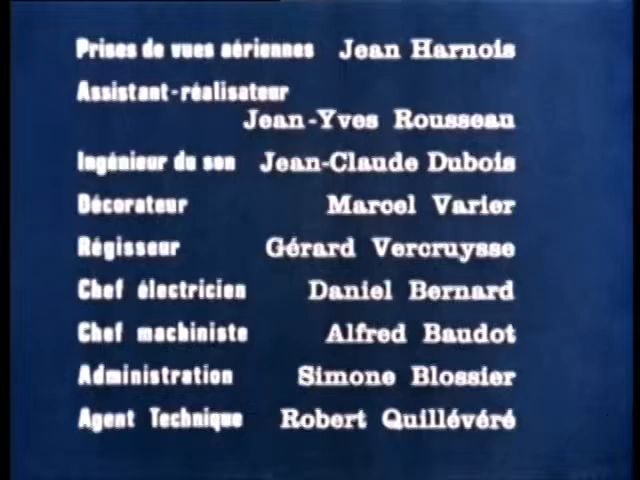 Prises de vues aériennes Jean Harnois
Assistant-réalisateur
Jean-Yves Rousseau
Ingénieur du son Jean-Claude Dubois
Décorateur Marcel Varier
Régisseur Gérard Vercruysse
Chef électricien Daniel Bernard
Chef machiniste Alfred Baudot
Administration Simone Blossier
Agent Technique Robert Quillévéré